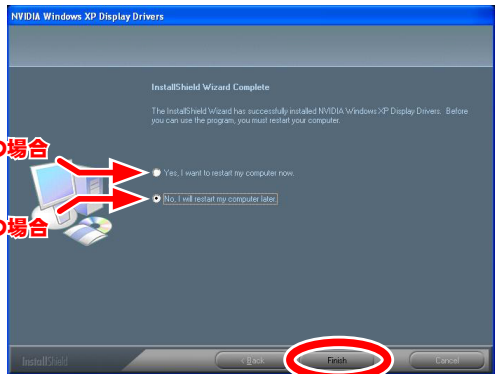 NVIDIA Windows XP Display Drivers
InstallShield Wizard Complete
The InstallShield Wizard has successfully installed NVIDIA Windows XP Display Drivers. Before
you can use the program, you must restart your computer.
の場合
Yes, I want to restart my computer now.
No, I will restart my computer later.
の場合
InstallShield
< Back
Finish
Cancel